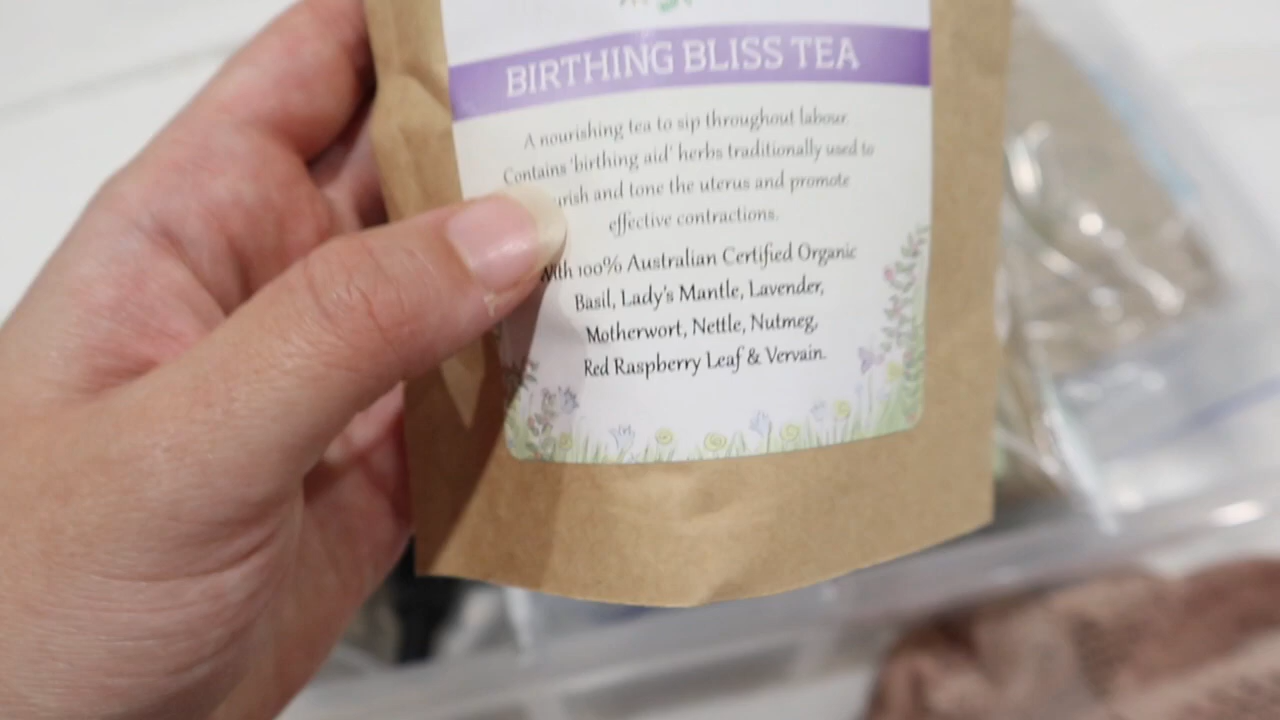 BIRTHING BLISS TEA
A nourishing tea to sip throughout labour.
Contains 'birthing aid' herbs traditionally used to
urish and tone the uterus and promote
effective contractions.
With 100% Australian Certified Organic
Basil, Lady's Mantle, Lavender,
Motherwort, Nettle, Nutmeg,
Red Raspberry Leaf & Vervain.